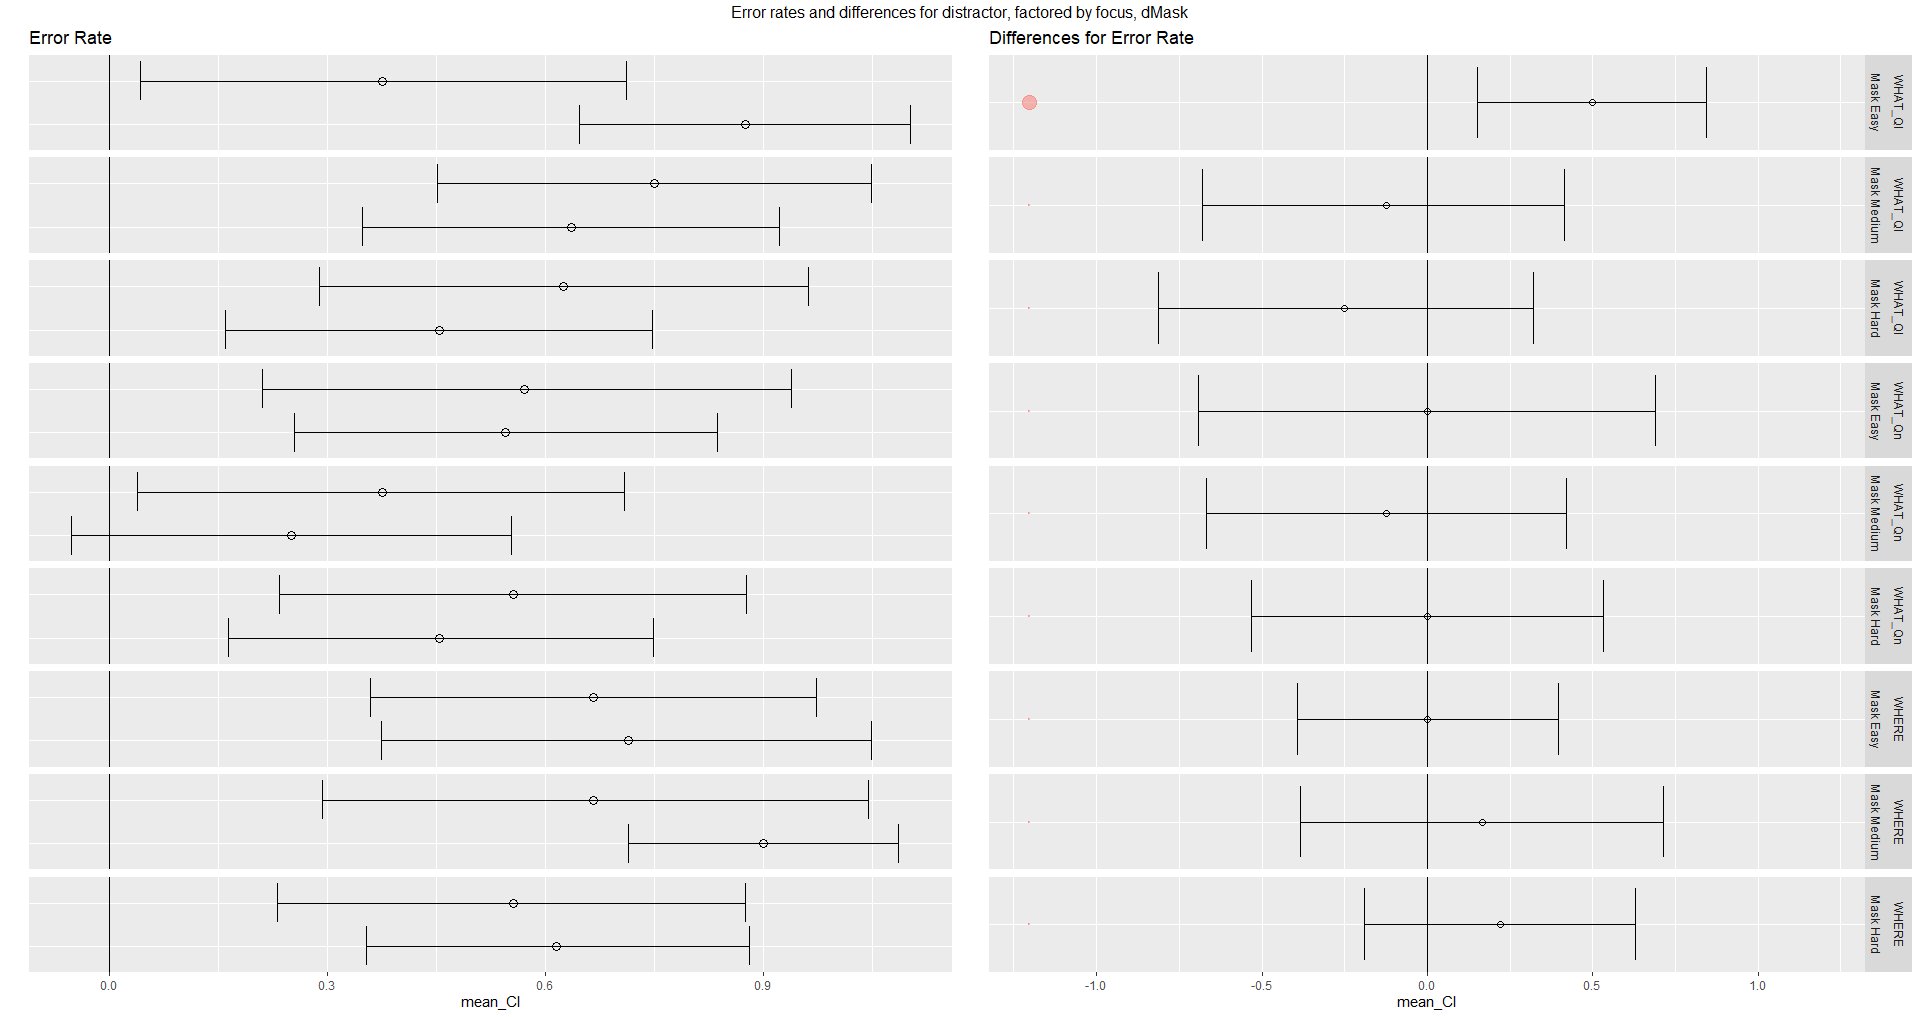 Error rates and differences for distractor, factored by focus, dMask
Error Rate
0.0
0.3
0.6
0.9
mean_CI
Differences for Error Rate
WHAT_Ql
Mask Easy
WHAT_Ql
Mask Medium
WHAT_Ql
Mask Hard
WHAT_Qn
Mask Easy
WHAT_Qn
Mask Medium
WHAT_Qn
Mask Hard
WHERE
Mask Easy
WHERE
Mask Medium
WHERE
Mask Hard
-1.0
-0.5
0.0
0.5
1.0
mean_CI